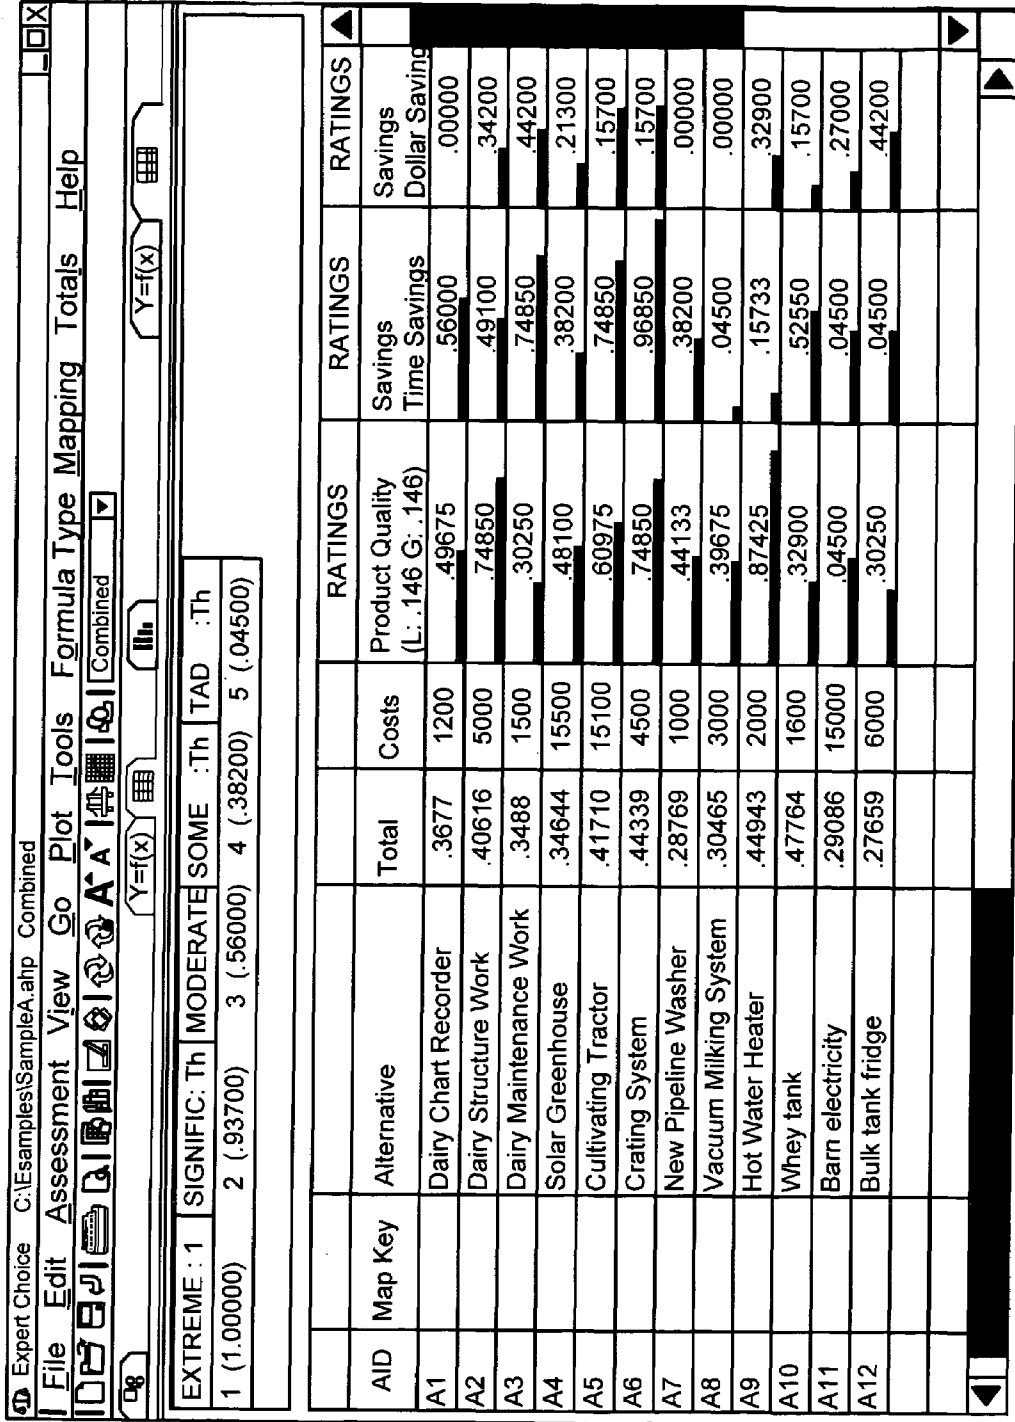 Expert Choice C:\Esamples\SampleA.ahp Combined
File Edit Assessment View Go Plot Tools Formula Type Mapping Totals Help
A A Combined
Y=f(x) Y=f(x)
EXTREME : 1 SIGNIFIC: Th MODERATE SOME :Th TAD :Th
1 (1.00000) 2 (.93700) 3 (.56000) 4 (.38200) 5 (.04500)
RATINGS RATINGS RATINGS
AID Map Key Alternative Total Costs Product Quality (L: .146 G: .146) Savings Time Savings Savings Dollar Saving
A1 Dairy Chart Recorder .3677 1200 .49675 .56000 .00000
A2 Dairy Structure Work .40616 5000 .74850 .49100 .34200
A3 Dairy Maintenance Work .3488 1500 .30250 .74850 .44200
A4 Solar Greenhouse .34644 15500 .48100 .38200 .21300
A5 Cultivating Tractor .41710 15100 .60975 .74850 .15700
A6 Crating System .44339 4500 .74850 .96850 .15700
A7 New Pipeline Washer .28769 1000 .44133 .38200 .00000
A8 Vacuum Milking System .30465 3000 .39675 .04500 .00000
A9 Hot Water Heater .44943 2000 .87425 .15733 .32900
A10 Whey tank .47764 1600 .32900 .52550 .15700
A11 Barn electricity .29086 15000 .04500 .04500 .27000
A12 Bulk tank fridge .27659 6000 .30250 .04500 .44200